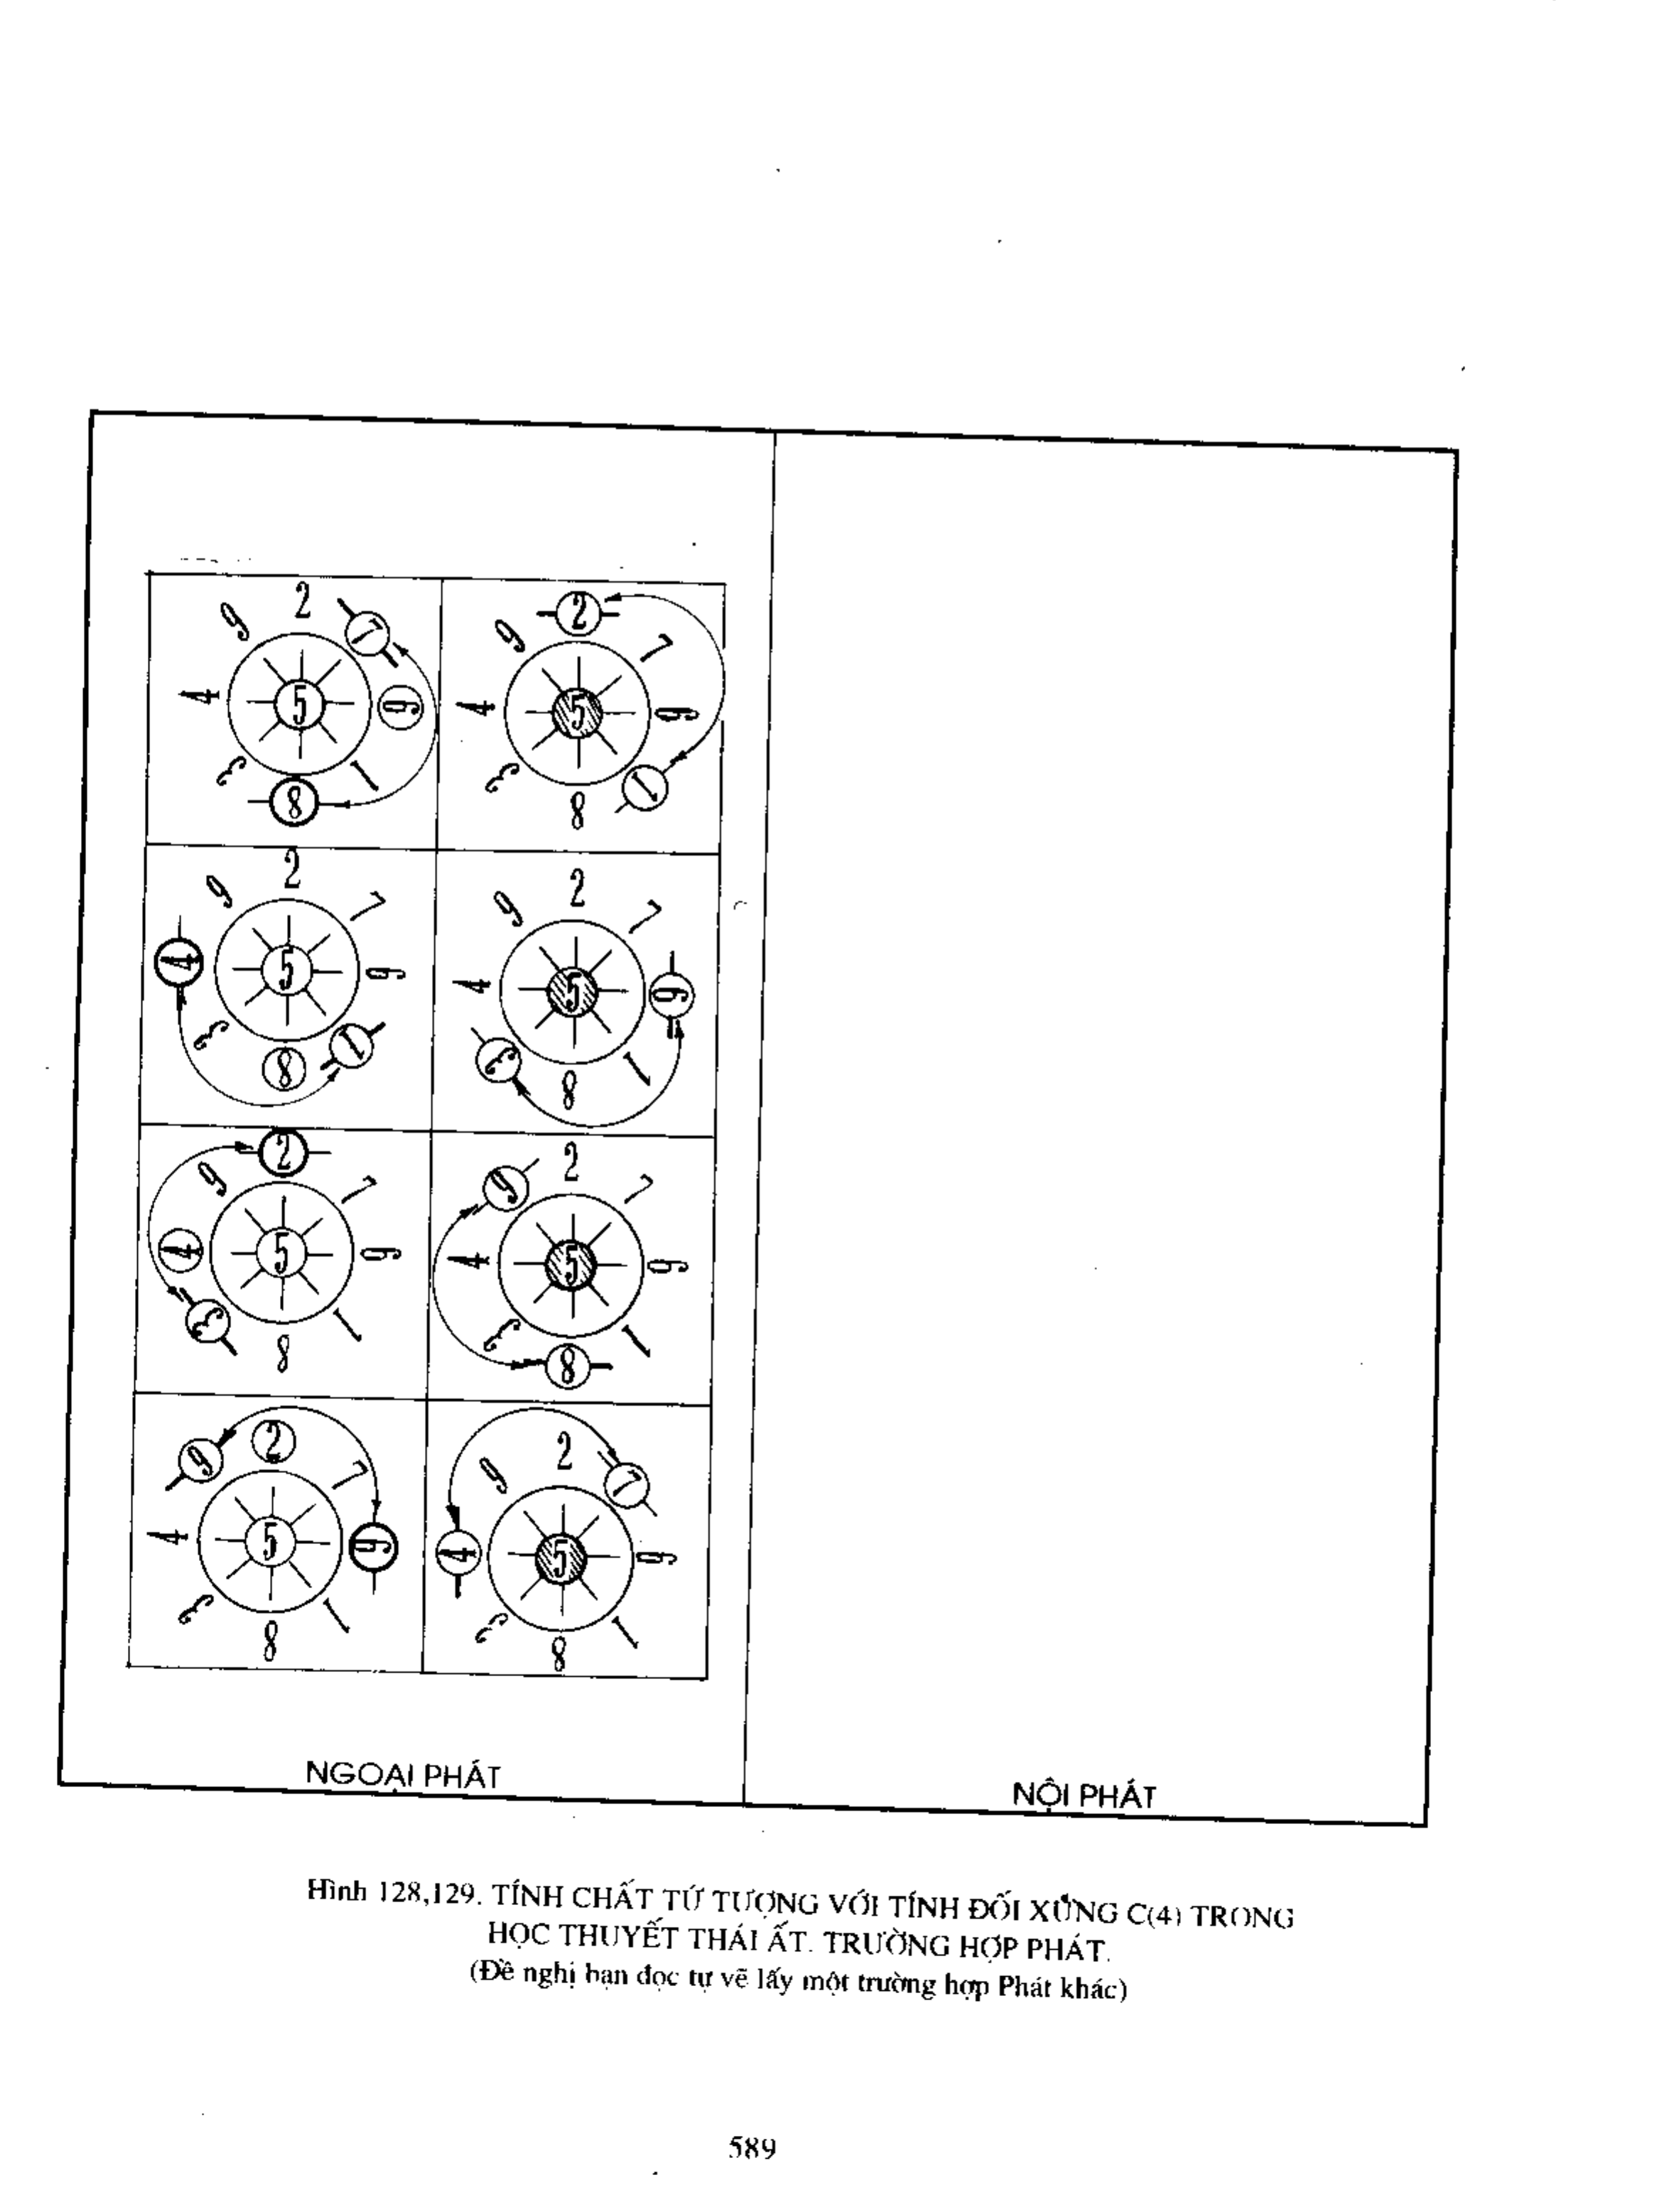 9 2 7
4 5 6
3 8 1
9 2 7
4 5 6
3 8 1
9 2 7
4 5 6
3 8 1
9 2 7
4 5 6
3 8 1
9 2 7
4 5 6
3 8 1
9 2 7
4 5 6
3 8 1
9 2 7
4 5 6
3 8 1
9 2 7
4 5 6
3 8 1
NGOẠI PHÁT
NỘI PHÁT
Hình 128,129. TÍNH CHẤT TỨ TƯỢNG VỚI TÍNH ĐỐI XỨNG C(4) TRONG
HỌC THUYẾT THÁI ẤT. TRƯỜNG HỢP PHÁT.
(Đề nghị bạn đọc tự vẽ lấy một trường hợp Phát khác)
589